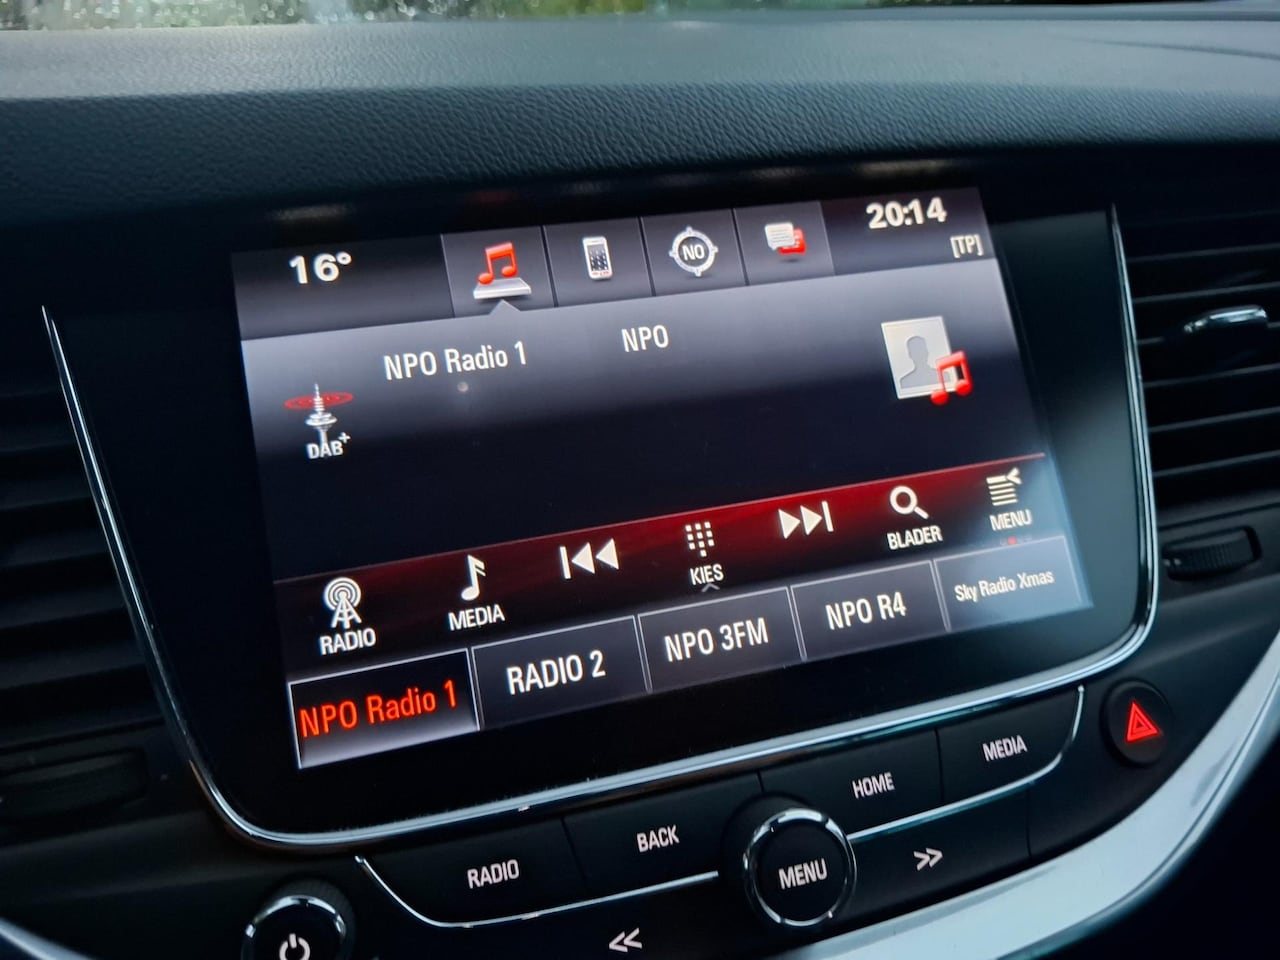 16°
NO
20:14
[TP]
NPO Radio 1
NPO
DAB+
RADIO
MEDIA
KIES
BLADER
MENU
NPO Radio 1
RADIO 2
NPO 3FM
NPO R4
Sky Radio Xmas
RADIO
BACK
HOME
MEDIA
MENU